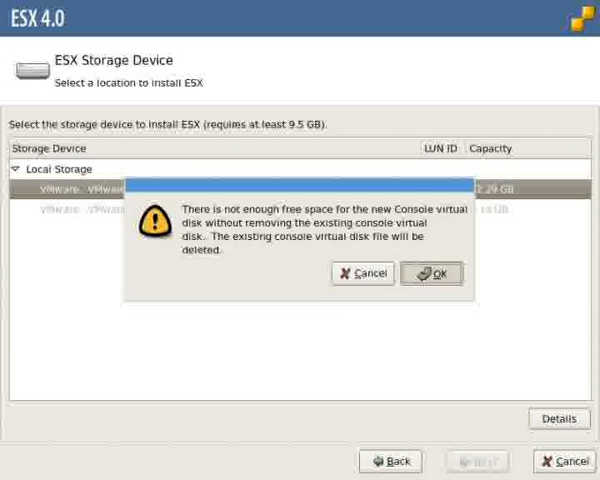 ESX 4.0
ESX Storage Device
Select a location to install ESX
Select the storage device to install ESX (requires at least 9.5 GB).
Storage Device LUN ID Capacity
Local Storage
VMware, VMware
There is not enough free space for the new Console virtual
disk without removing the existing console virtual
disk. The existing console virtual disk file will be
deleted.
Cancel OK
Details
Back Next Cancel